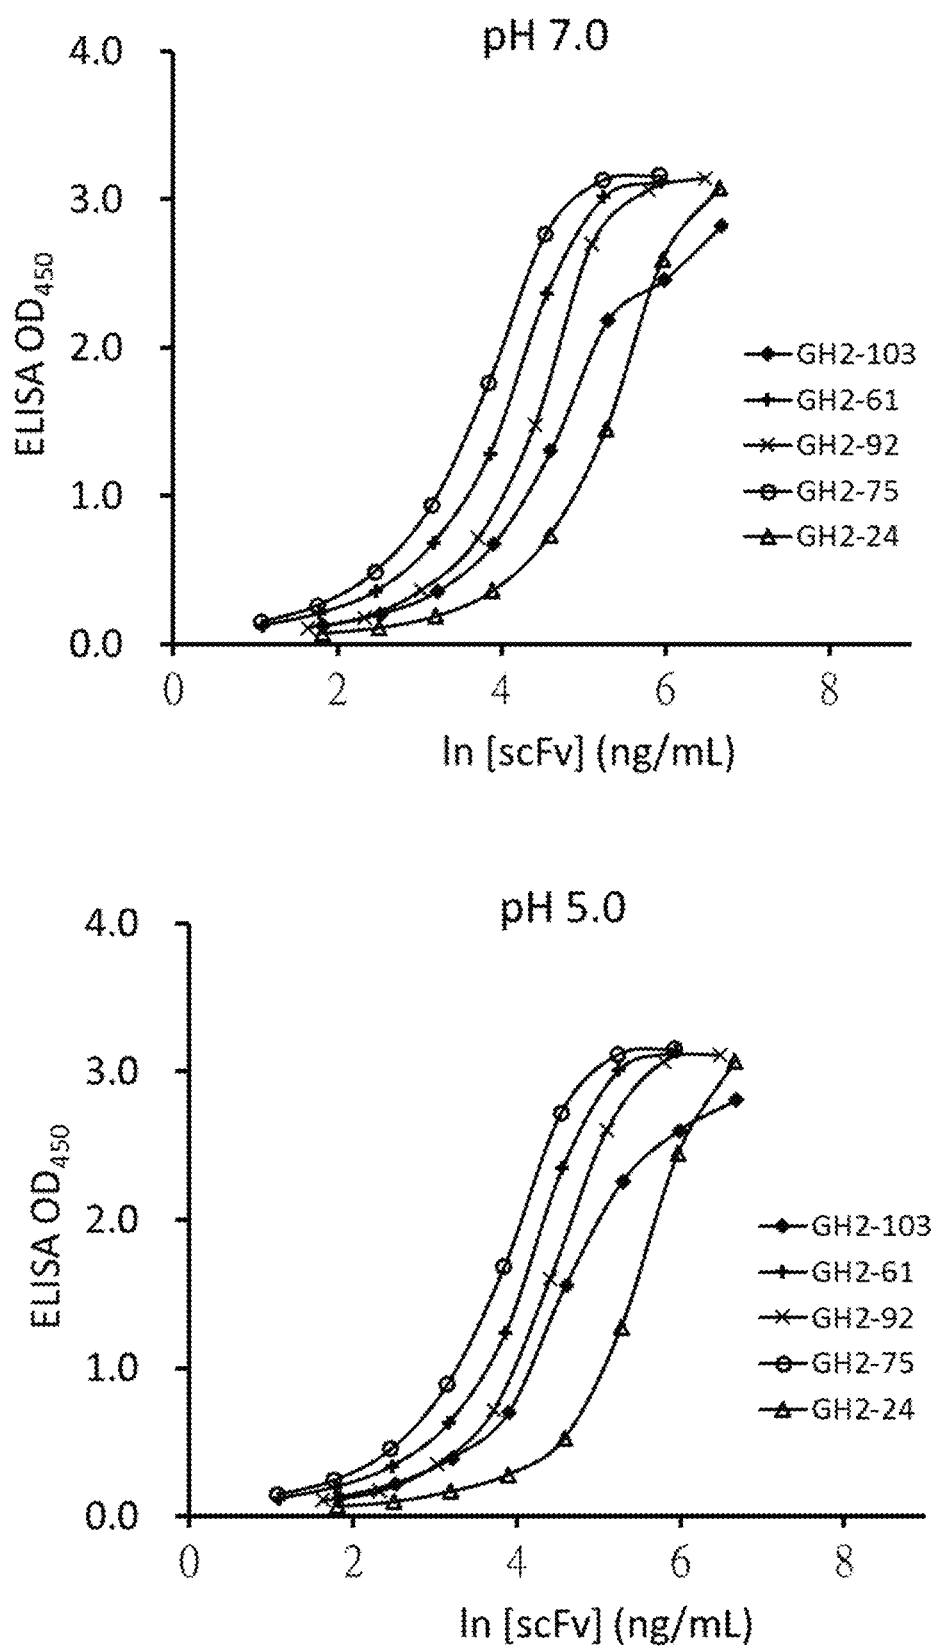 pH 7.0
4.0
3.0
2.0
1.0
0.0
ELISA OD450
GH2-103
GH2-61
GH2-92
GH2-75
GH2-24
0 2 4 6 8
ln [scFv] (ng/mL)
pH 5.0
4.0
3.0
2.0
1.0
0.0
ELISA OD450
GH2-103
GH2-61
GH2-92
GH2-75
GH2-24
0 2 4 6 8
ln [scFv] (ng/mL)